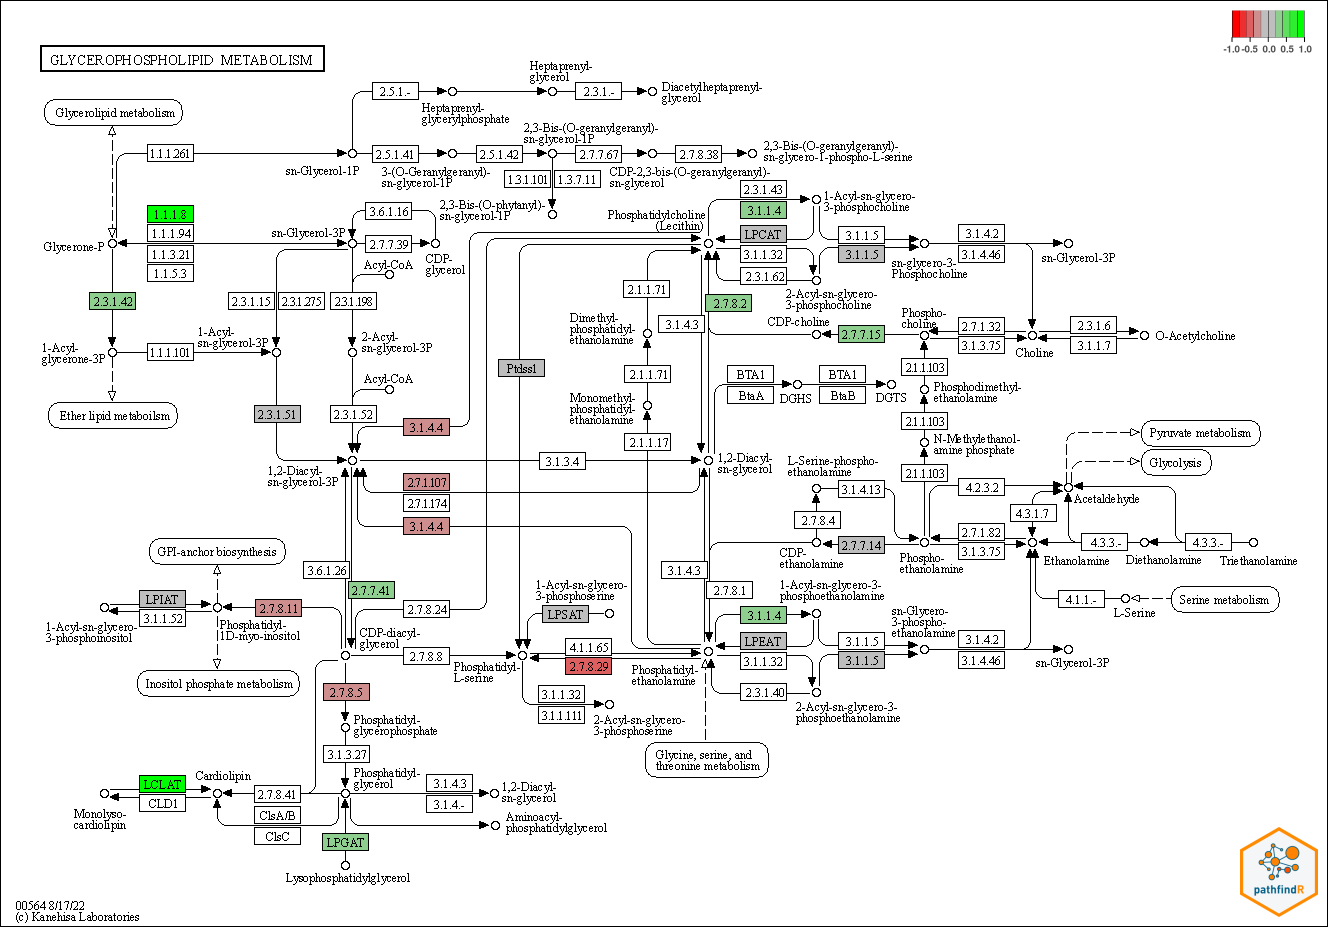 -1.0 -0.5 0.0 0.5 1.0
GLYCEROPHOSPHOLIPID METABOLISM
Heptaprenyl-
glycerol
2.5.1.-
2.3.1.-
Diacetylheptaprenyl-
glycerol
Heptaprenyl-
glycerylphosphate
Glycerolipid metabolism
2,3-Bis-(O-geranylgeranyl)-
sn-glycerol-1P
1.1.1.261
2.5.1.41
2.5.1.42
2.7.7.67
2.7.8.38
2,3-Bis-(O-geranylgeranyl)-
sn-glycero-1-phospho-L-serine
sn-Glycerol-1P
3-(O-Geranylgeranyl)-
sn-glycerol-1P
1.3.1.101
1.3.7.11
CDP-2,3-bis-(O-geranylgeranyl)-
sn-glycerol
2,3-Bis-(O-phytanyl)-
sn-glycerol-1P
1.1.1.8
1.1.1.94
1.1.3.21
1.1.5.3
Glycerone-P
sn-Glycerol-3P
3.6.1.16
2.7.7.39
CDP-
glycerol
Acyl-CoA
Phosphatidylcholine
(Lecithin)
2.3.1.43
3.1.1.4
LPCAT
3.1.1.32
2.3.1.62
1-Acyl-sn-glycero-
3-phosphocholine
3.1.1.5
3.1.1.5
sn-glycero-3-
Phosphocholine
3.1.4.2
3.1.4.46
sn-Glycerol-3P
2-Acyl-sn-glycero-
3-phosphocholine
2.3.1.42
2.3.1.15
2.3.1.275
2.3.1.198
2.1.1.71
2.7.8.2
3.1.4.3
CDP-choline
2.7.7.15
Phospho-
choline
2.7.1.32
3.1.3.75
Choline
2.3.1.6
3.1.1.7
O-Acetylcholine
Dimethyl-
phosphatidyl-
ethanolamine
1-Acyl-
glycerone-3P
1.1.1.101
1-Acyl-
sn-glycerol-3P
2-Acyl-
sn-glycerol-3P
Ptdss1
2.1.1.71
BTA1
BtaA
DGHS
BTA1
BtaB
DGTS
2.1.1.103
Phosphodimethyl-
ethanolamine
Acyl-CoA
Ether lipid metaboilsm
2.3.1.51
2.3.1.52
3.1.4.4
Monomethyl-
phosphatidyl-
ethanolamine
2.1.1.17
2.1.1.103
N-Methylethanol-
amine phosphate
2.1.1.103
Pyruvate metabolism
Glycolysis
1,2-Diacyl-
sn-glycerol-3P
3.1.3.4
1,2-Diacyl-
sn-glycerol
L-Serine-phospho-
ethanolamine
3.1.4.13
4.2.3.2
Acetaldehyde
2.7.1.107
2.7.1.174
3.1.4.4
2.7.8.4
4.3.1.7
GPI-anchor biosynthesis
CDP-
ethanolamine
2.7.7.14
Phospho-
ethanolamine
2.7.1.82
3.1.3.75
Ethanolamine
4.3.3.-
Diethanolamine
4.3.3.-
Triethanolamine
3.6.1.26
2.7.7.41
3.1.4.3
2.7.8.1
LPIAT
3.1.1.52
2.7.8.11
2.7.8.24
1-Acyl-sn-glycero-
3-phosphoserine
LPSAT
1-Acyl-sn-glycero-3-
phosphoethanolamine
3.1.1.4
LPEAT
3.1.1.32
2.3.1.40
sn-Glycero-
3-phospho-
ethanolamine
4.1.1.-
L-Serine
Serine metabolism
1-Acyl-sn-glycero-
3-phosphoinositol
Phosphatidyl-
1D-myo-inositol
CDP-diacyl-
glycerol
2.7.8.8
Phosphatidyl-
L-serine
4.1.1.65
2.7.8.29
Phosphatidyl-
ethanolamine
3.1.1.5
3.1.1.5
3.1.4.2
3.1.4.46
sn-Glycerol-3P
Inositol phosphate metabolism
2.7.8.5
3.1.1.32
3.1.1.111
2-Acyl-sn-glycero-
3-phosphoserine
2-Acyl-sn-glycero-3-
phosphoethanolamine
Phosphatidyl-
glycerophosphate
3.1.3.27
Glycine, serine, and
threonine metabolism
LCLAT
CLD1
Cardiolipin
Phosphatidyl-
glycerol
2.7.8.41
ClsA/B
ClsC
3.1.4.3
3.1.4.-
1,2-Diacyl-
sn-glycerol
Monolyso-
cardiolipin
Aminoacyl-
phosphatidylglycerol
LPGAT
Lysophosphatidylglycerol
pathfindR
00564 8/17/22
(c) Kanehisa Laboratories